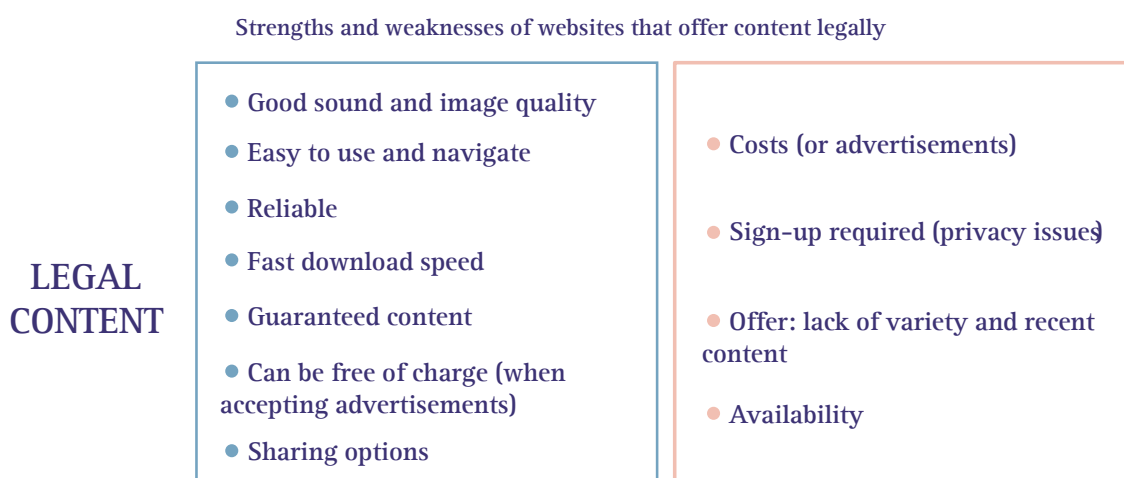 Strengths and weaknesses of websites that offer content legally
LEGAL
CONTENT
• Good sound and image quality
• Easy to use and navigate
• Reliable
• Fast download speed
• Guaranteed content
• Can be free of charge (when
accepting advertisements)
• Sharing options
• Costs (or advertisements)
• Sign-up required (privacy issues)
• Offer: lack of variety and recent
content
• Availability